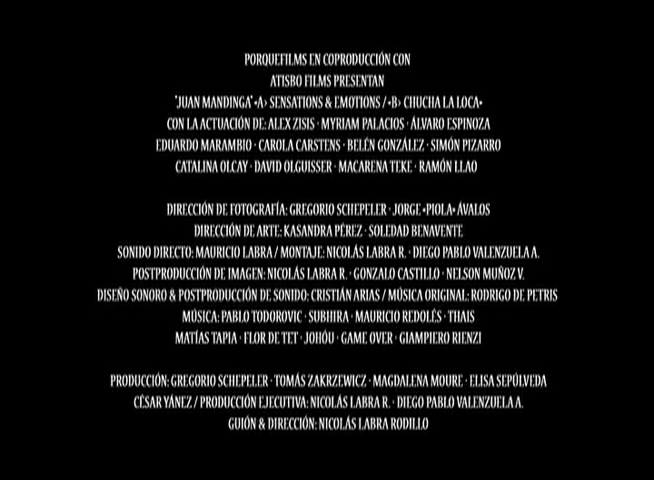 PORQUEFILMS EN COPRODUCCIÓN CON
ATISBO FILMS PRESENTAN
"JUAN MANDINGA" <A> SENSATIONS & EMOTIONS / <B> CHUCHA LA LOCA>
CON LA ACTUACIÓN DE: ALEX ZISIS · MYRIAM PALACIOS · ÁLVARO ESPINOZA
EDUARDO MARAMBIO · CAROLA CARSTENS · BELÉN GONZÁLEZ · SIMÓN PIZARRO
CATALINA OLCAY · DAVID OLGUISSER · MACARENA TEKE · RAMÓN LLAO
DIRECCIÓN DE FOTOGRAFÍA: GREGORIO SCHEPELER · JORGE «PIOLA» ÁVALOS
DIRECCIÓN DE ARTE: KASANDRA PÉREZ · SOLEDAD BENAVENTE
SONIDO DIRECTO: MAURICIO LABRA / MONTAJE: NICOLÁS LABRA R. · DIEGO PABLO VALENZUELA A.
POSTPRODUCCIÓN DE IMAGEN: NICOLÁS LABRA R. · GONZALO CASTILLO · NELSON MUÑOZ V.
DISEÑO SONORO & POSTPRODUCCIÓN DE SONIDO: CRISTIÁN ARIAS / MÚSICA ORIGINAL: RODRIGO DE PETRIS
MÚSICA: PABLO TODOROVIC · SUBHIRA · MAURICIO REDOLÉS · THAIS
MATÍAS TAPIA · FLOR DE TET · JOHÓU · GAME OVER · GIAMPIERO RIENZI
PRODUCCIÓN: GREGORIO SCHEPELER · TOMÁS ZAKRZEWICZ · MAGDALENA MOURE · ELISA SEPÚLVEDA
CÉSAR YÁNEZ / PRODUCCIÓN EJECUTIVA: NICOLÁS LABRA R. · DIEGO PABLO VALENZUELA A.
GUIÓN & DIRECCIÓN: NICOLÁS LABRA RODILLO